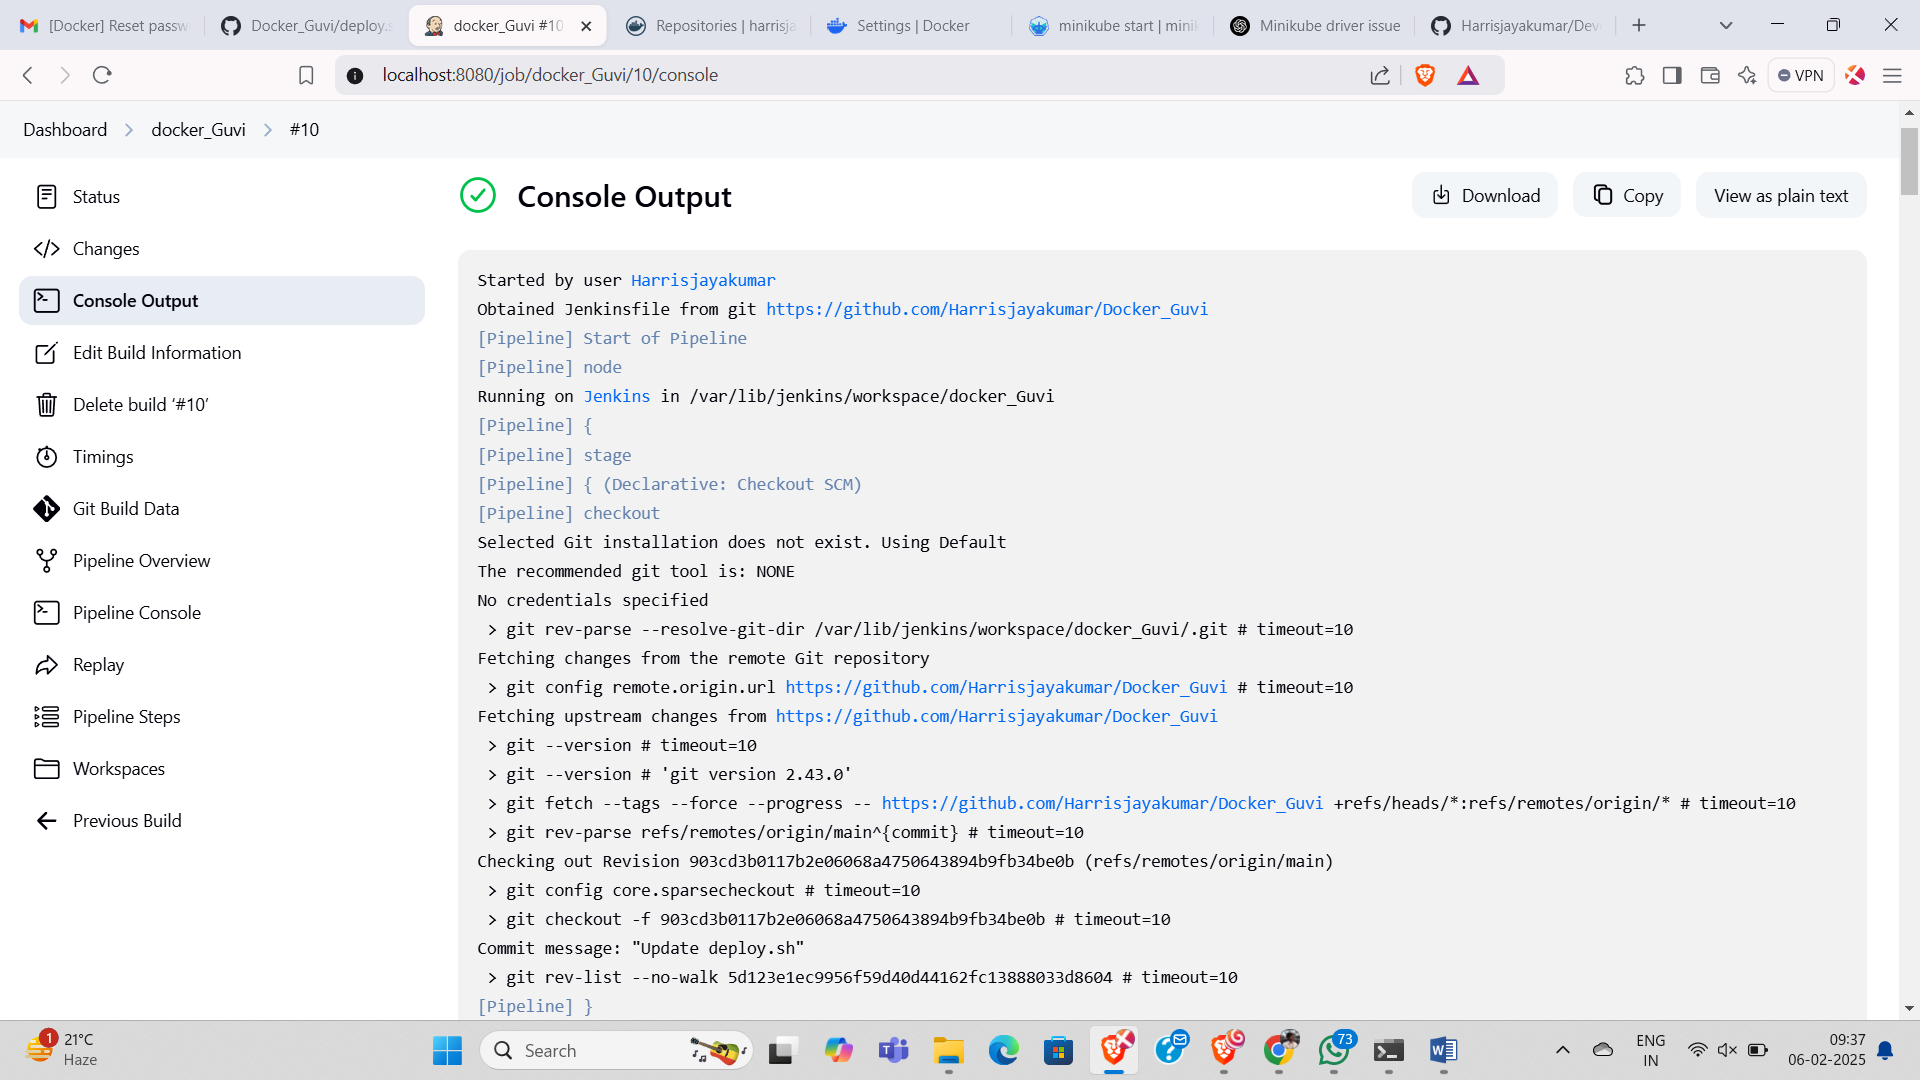 [Docker] Reset passw
Docker_Guvi/deploy.s
docker_Guvi #10
Repositories | harrisja
Settings | Docker
minikube start | minik
Minikube driver issue
Harrisjayakumar/Dev
localhost:8080/job/docker_Guvi/10/console
VPN
Dashboard
docker_Guvi
#10
Status
Changes
Console Output
Edit Build Information
Delete build ‘#10’
Timings
Git Build Data
Pipeline Overview
Pipeline Console
Replay
Pipeline Steps
Workspaces
Previous Build
Console Output
Download
Copy
View as plain text
Started by user Harrisjayakumar
Obtained Jenkinsfile from git https://github.com/Harrisjayakumar/Docker_Guvi
[Pipeline] Start of Pipeline
[Pipeline] node
Running on Jenkins in /var/lib/jenkins/workspace/docker_Guvi
[Pipeline] {
[Pipeline] stage
[Pipeline] { (Declarative: Checkout SCM)
[Pipeline] checkout
Selected Git installation does not exist. Using Default
The recommended git tool is: NONE
No credentials specified
> git rev-parse --resolve-git-dir /var/lib/jenkins/workspace/docker_Guvi/.git # timeout=10
Fetching changes from the remote Git repository
> git config remote.origin.url https://github.com/Harrisjayakumar/Docker_Guvi # timeout=10
Fetching upstream changes from https://github.com/Harrisjayakumar/Docker_Guvi
> git --version # timeout=10
> git --version # 'git version 2.43.0'
> git fetch --tags --force --progress -- https://github.com/Harrisjayakumar/Docker_Guvi +refs/heads/*:refs/remotes/origin/* # timeout=10
> git rev-parse refs/remotes/origin/main^{commit} # timeout=10
Checking out Revision 903cd3b0117b2e06068a4750643894b9fb34be0b (refs/remotes/origin/main)
> git config core.sparsecheckout # timeout=10
> git checkout -f 903cd3b0117b2e06068a4750643894b9fb34be0b # timeout=10
Commit message: "Update deploy.sh"
> git rev-list --no-walk 5d123e1ec9956f59d40d44162fc13888033d8604 # timeout=10
[Pipeline] }
1
21°C
Haze
Search
73
ENG
IN
09:37
06-02-2025